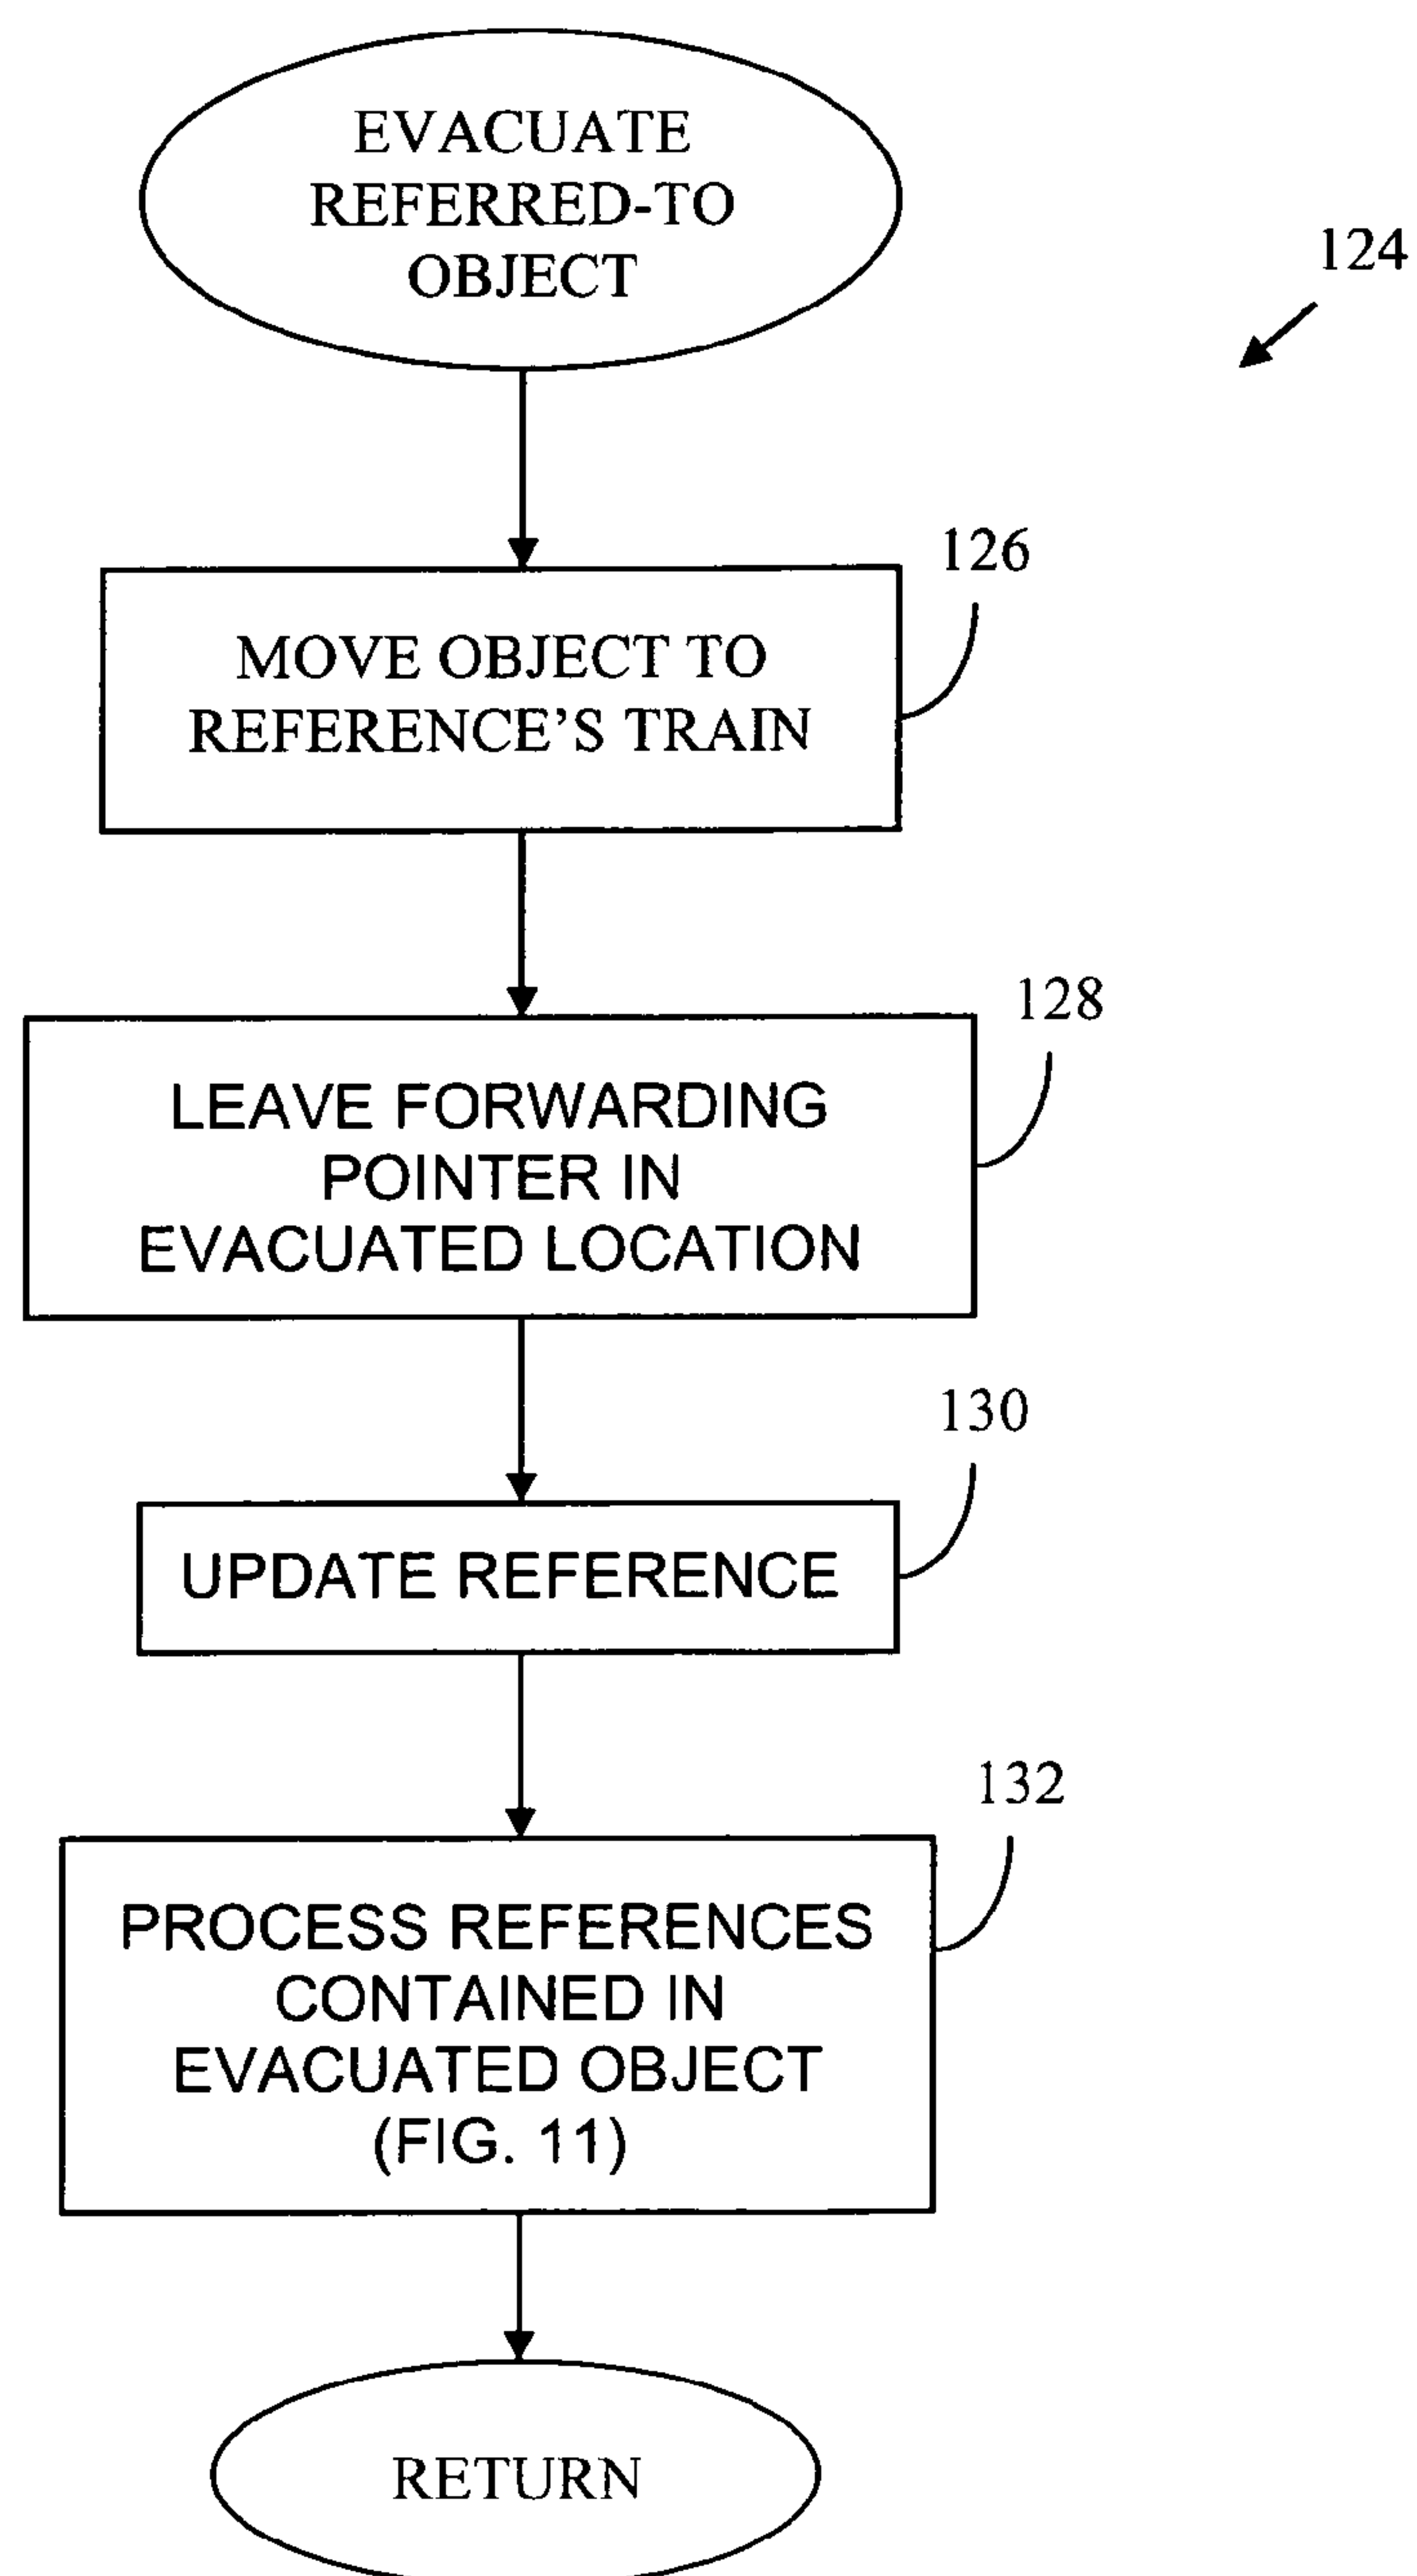 EVACUATE
REFERRED-TO
OBJECT
124
126
MOVE OBJECT TO
REFERENCE’S TRAIN
128
LEAVE FORWARDING
POINTER IN
EVACUATED LOCATION
130
UPDATE REFERENCE
132
PROCESS REFERENCES
CONTAINED IN
EVACUATED OBJECT
(FIG. 11)
RETURN